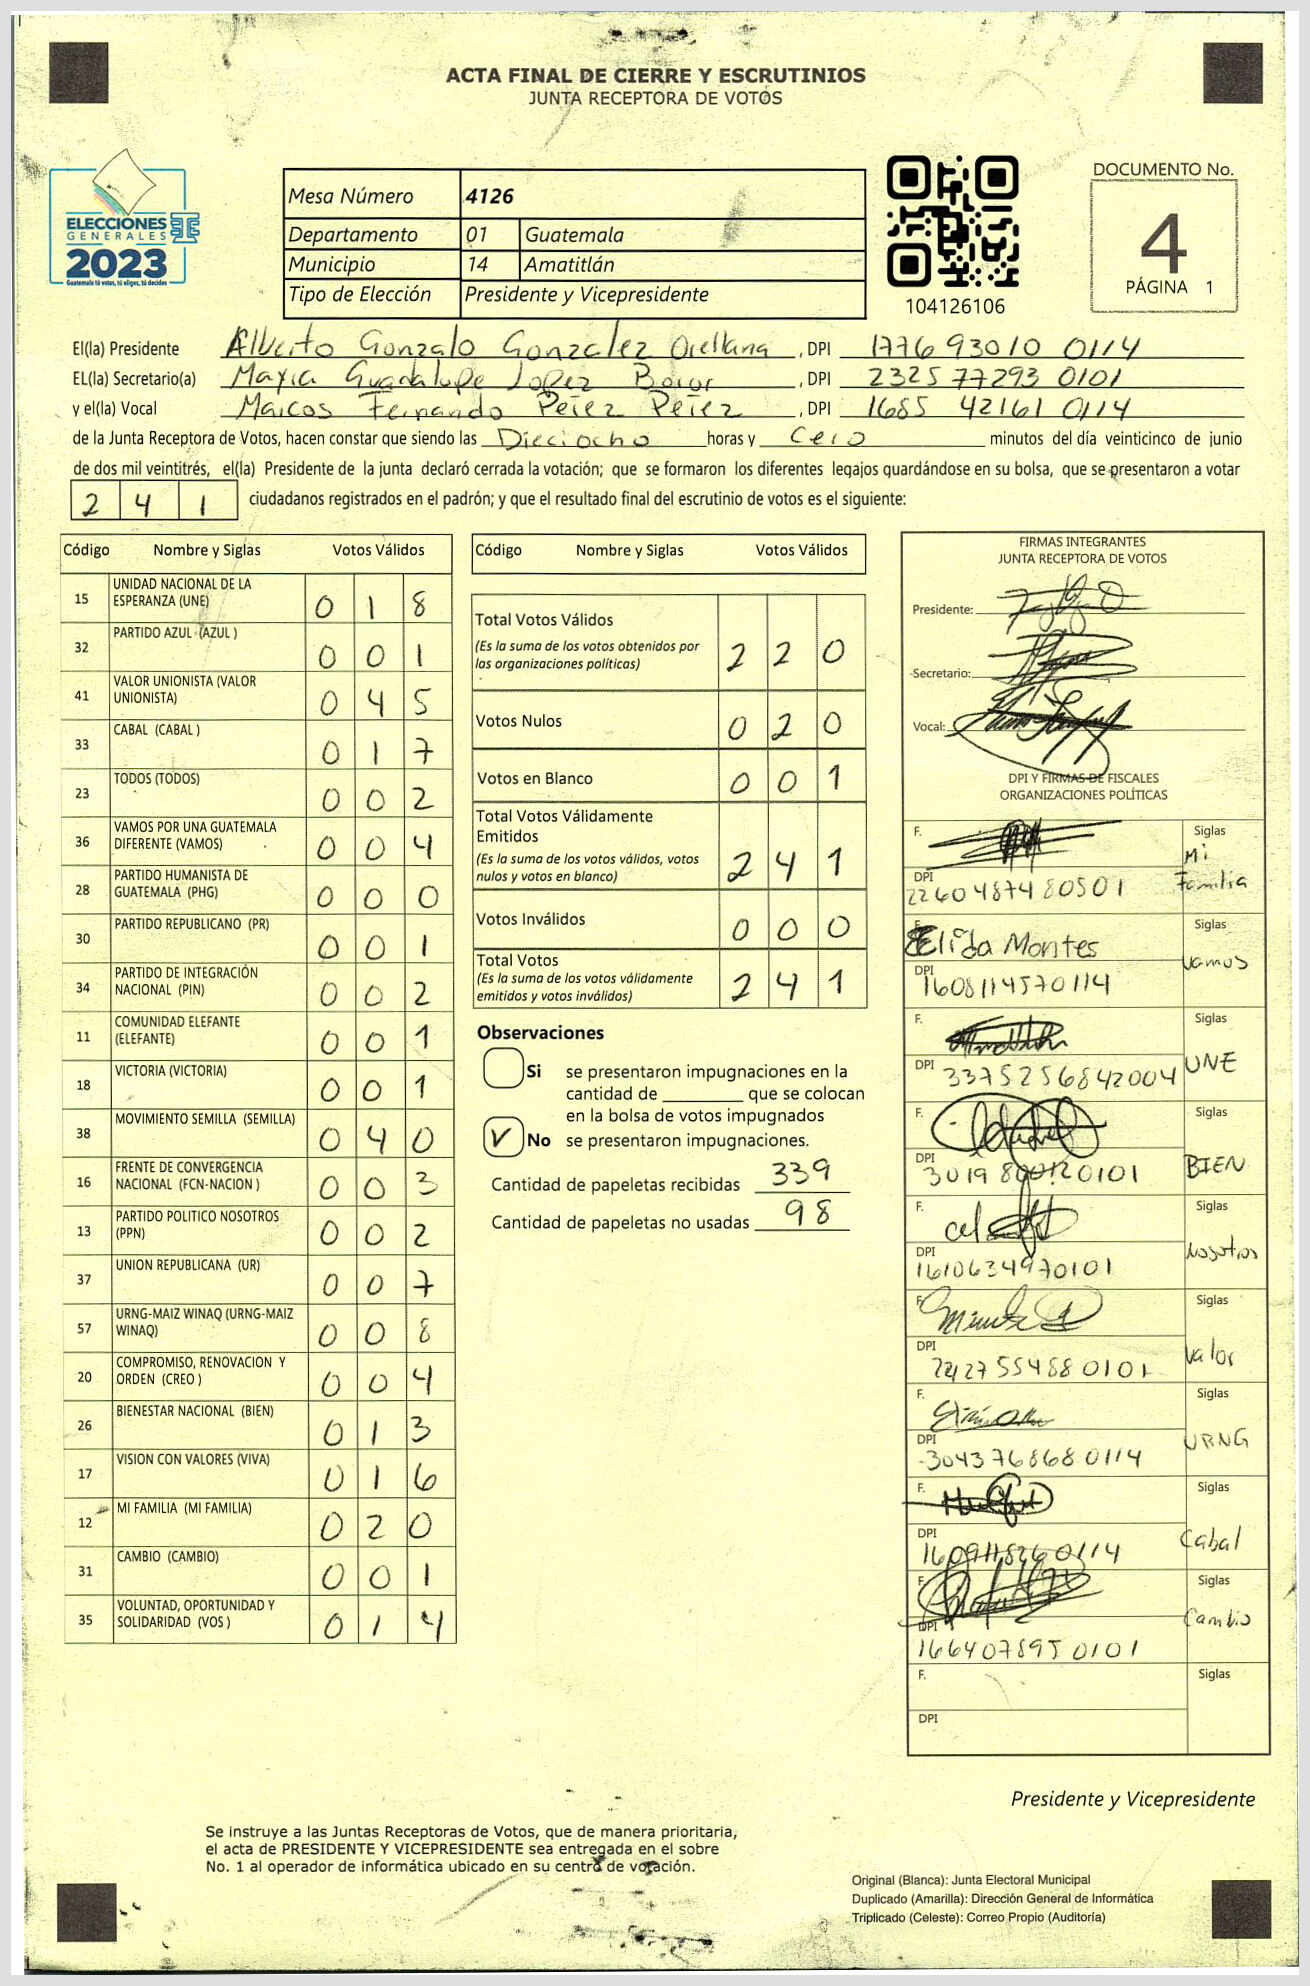 ACTA FINAL DE CIERRE Y ESCRUTINIOS
JUNTA RECEPTORA DE VOTOS
ELECCIONES
GENERALES
2023
Guatemala tú votas, tú eliges, tú decides
Mesa Número 4126
Departamento 01 Guatemala
Municipio 14 Amatitlán
Tipo de Elección Presidente y Vicepresidente
104126106
DOCUMENTO No.
4
PÁGINA 1
El(la) Presidente Alberto Gonzalo Gonzalez Orellana, DPI 177693010 0114
EL(la) Secretario(a) Mayra Guadalupe Lopez, DPI 2325 77293 0101
y el(la) Vocal Marcos Fernando Perez Perez, DPI 1685 42161 0114
de la Junta Receptora de Votos, hacen constar que siendo las Dieciocho horas y Cero minutos del día veinticinco de junio
de dos mil veintitrés, el(la) Presidente de la junta declaró cerrada la votación; que se formaron los diferentes legajos guardándose en su bolsa, que se presentaron a votar
241 ciudadanos registrados en el padrón; y que el resultado final del escrutinio de votos es el siguiente:
Código Nombre y Siglas Votos Válidos
15 UNIDAD NACIONAL DE LA ESPERANZA (UNE) 0 1 8
32 PARTIDO AZUL (AZUL ) 0 0 1
41 VALOR UNIONISTA (VALOR UNIONISTA) 0 4 5
33 CABAL (CABAL ) 0 1 7
23 TODOS (TODOS) 0 0 2
36 VAMOS POR UNA GUATEMALA DIFERENTE (VAMOS) 0 0 4
28 PARTIDO HUMANISTA DE GUATEMALA (PHG) 0 0 0
30 PARTIDO REPUBLICANO (PR) 0 0 1
34 PARTIDO DE INTEGRACIÓN NACIONAL (PIN) 0 0 2
11 COMUNIDAD ELEFANTE (ELEFANTE) 0 0 1
18 VICTORIA (VICTORIA) 0 0 1
38 MOVIMIENTO SEMILLA (SEMILLA) 0 4 0
16 FRENTE DE CONVERGENCIA NACIONAL (FCN-NACION ) 0 0 3
13 PARTIDO POLITICO NOSOTROS (PPN) 0 0 2
37 UNION REPUBLICANA (UR) 0 0 7
57 URNG-MAIZ WINAQ (URNG-MAIZ WINAQ) 0 0 8
20 COMPROMISO, RENOVACION Y ORDEN (CREO ) 0 0 4
26 BIENESTAR NACIONAL (BIEN) 0 1 3
17 VISION CON VALORES (VIVA) 0 1 6
12 MI FAMILIA (MI FAMILIA) 0 2 0
31 CAMBIO (CAMBIO) 0 0 1
35 VOLUNTAD, OPORTUNIDAD Y SOLIDARIDAD (VOS ) 0 1 4
Código Nombre y Siglas Votos Válidos
Total Votos Válidos
(Es la suma de los votos obtenidos por las organizaciones políticas) 2 2 0
Votos Nulos 0 2 0
Votos en Blanco 0 0 1
Total Votos Válidamente Emitidos
(Es la suma de los votos válidos, votos nulos y votos en blanco) 2 4 1
Votos Inválidos 0 0 0
Total Votos
(Es la suma de los votos válidamente emitidos y votos inválidos) 2 4 1
Observaciones
Si se presentaron impugnaciones en la
cantidad de que se colocan
en la bolsa de votos impugnados
No se presentaron impugnaciones.
Cantidad de papeletas recibidas 339
Cantidad de papeletas no usadas 98
FIRMAS INTEGRANTES
JUNTA RECEPTORA DE VOTOS
Presidente:
Secretario:
Vocal:
DPI Y FIRMAS DE FISCALES
ORGANIZACIONES POLÍTICAS
F. Siglas
Mi Familia
DPI 2260487480501
F. Elida Montes Siglas
Vamos
DPI 1608114570114
F. Siglas
UNE
DPI 3375256842004
F. Siglas
BIEN
DPI
F. Siglas
Nosotros
DPI 1610634970101
F. Siglas
Valor
DPI
F. Siglas
URNG
DPI 3043768680114
F. Siglas
Cabal
DPI
F. Siglas
Cambio
DPI 1664078950101
F. Siglas
DPI
Presidente y Vicepresidente
Se instruye a las Juntas Receptoras de Votos, que de manera prioritaria,
el acta de PRESIDENTE Y VICEPRESIDENTE sea entregada en el sobre
No. 1 al operador de informática ubicado en su centro de votación.
Original (Blanca): Junta Electoral Municipal
Duplicado (Amarilla): Dirección General de Informática
Triplicado (Celeste): Correo Propio (Auditoría)